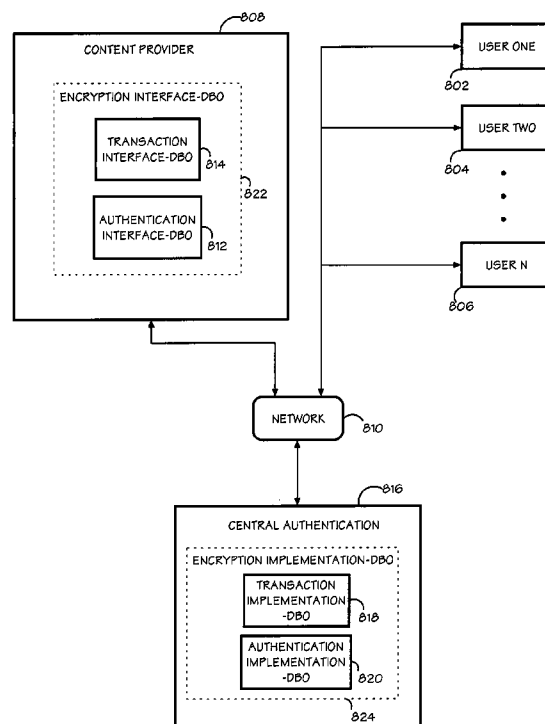 808
CONTENT PROVIDER
ENCRYPTION INTERFACE-DBO
TRANSACTION
INTERFACE-DBO
814
822
AUTHENTICATION
INTERFACE-DBO
812
USER ONE
802
USER TWO
804
USER N
806
NETWORK
810
816
CENTRAL AUTHENTICATION
ENCRYPTION IMPLEMENTATION-DBO
TRANSACTION
IMPLEMENTATION
-DBO
818
AUTHENTICATION
IMPLEMENTATION
-DBO
820
824